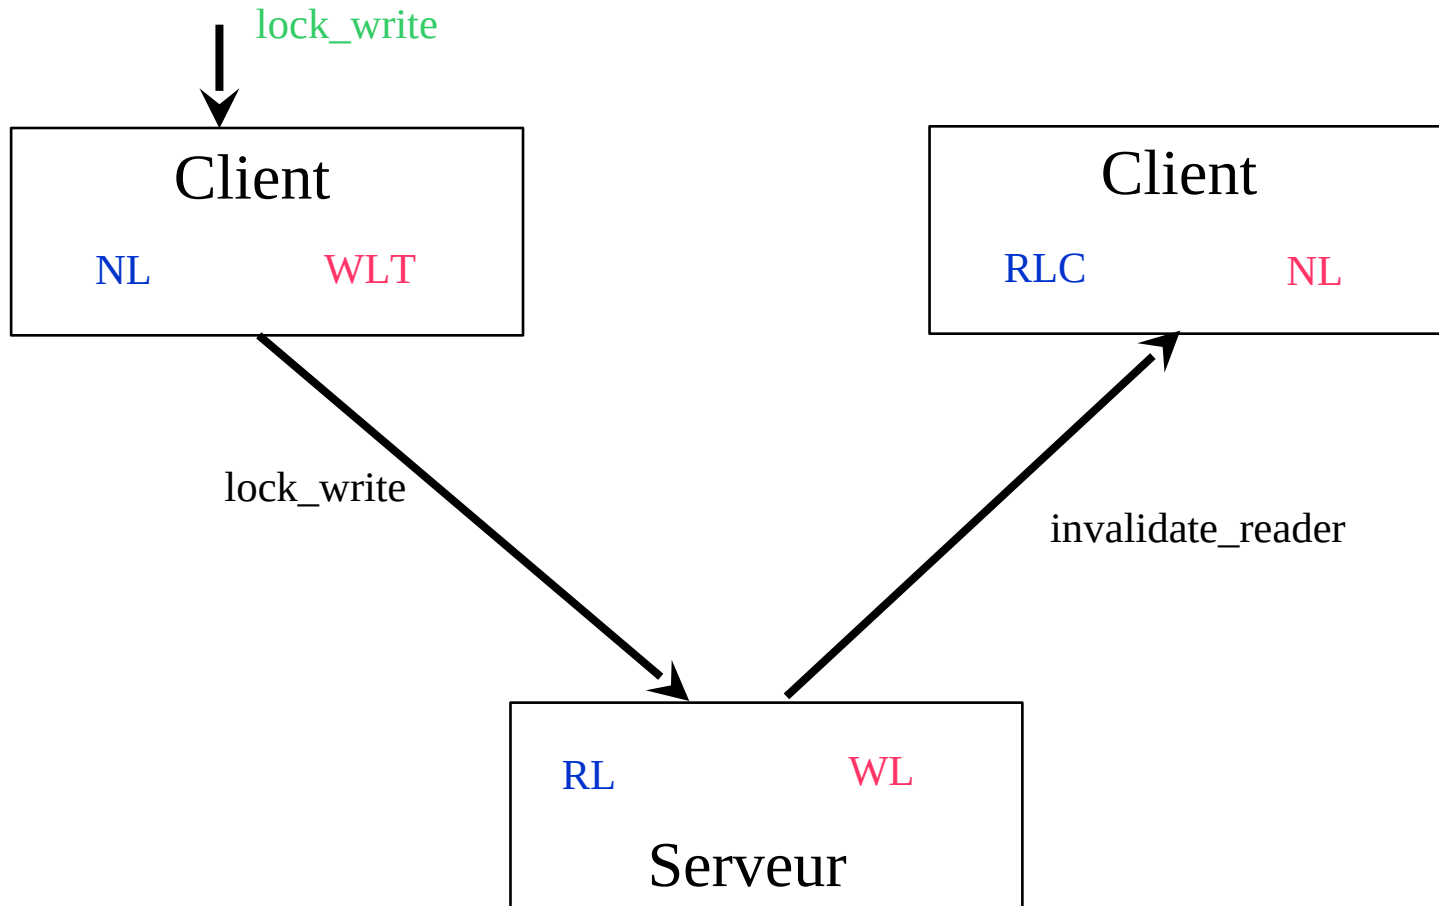 lock_write
Client
NL WLT
Client
RLC NL
lock_write
invalidate_reader
RL WL
Serveur